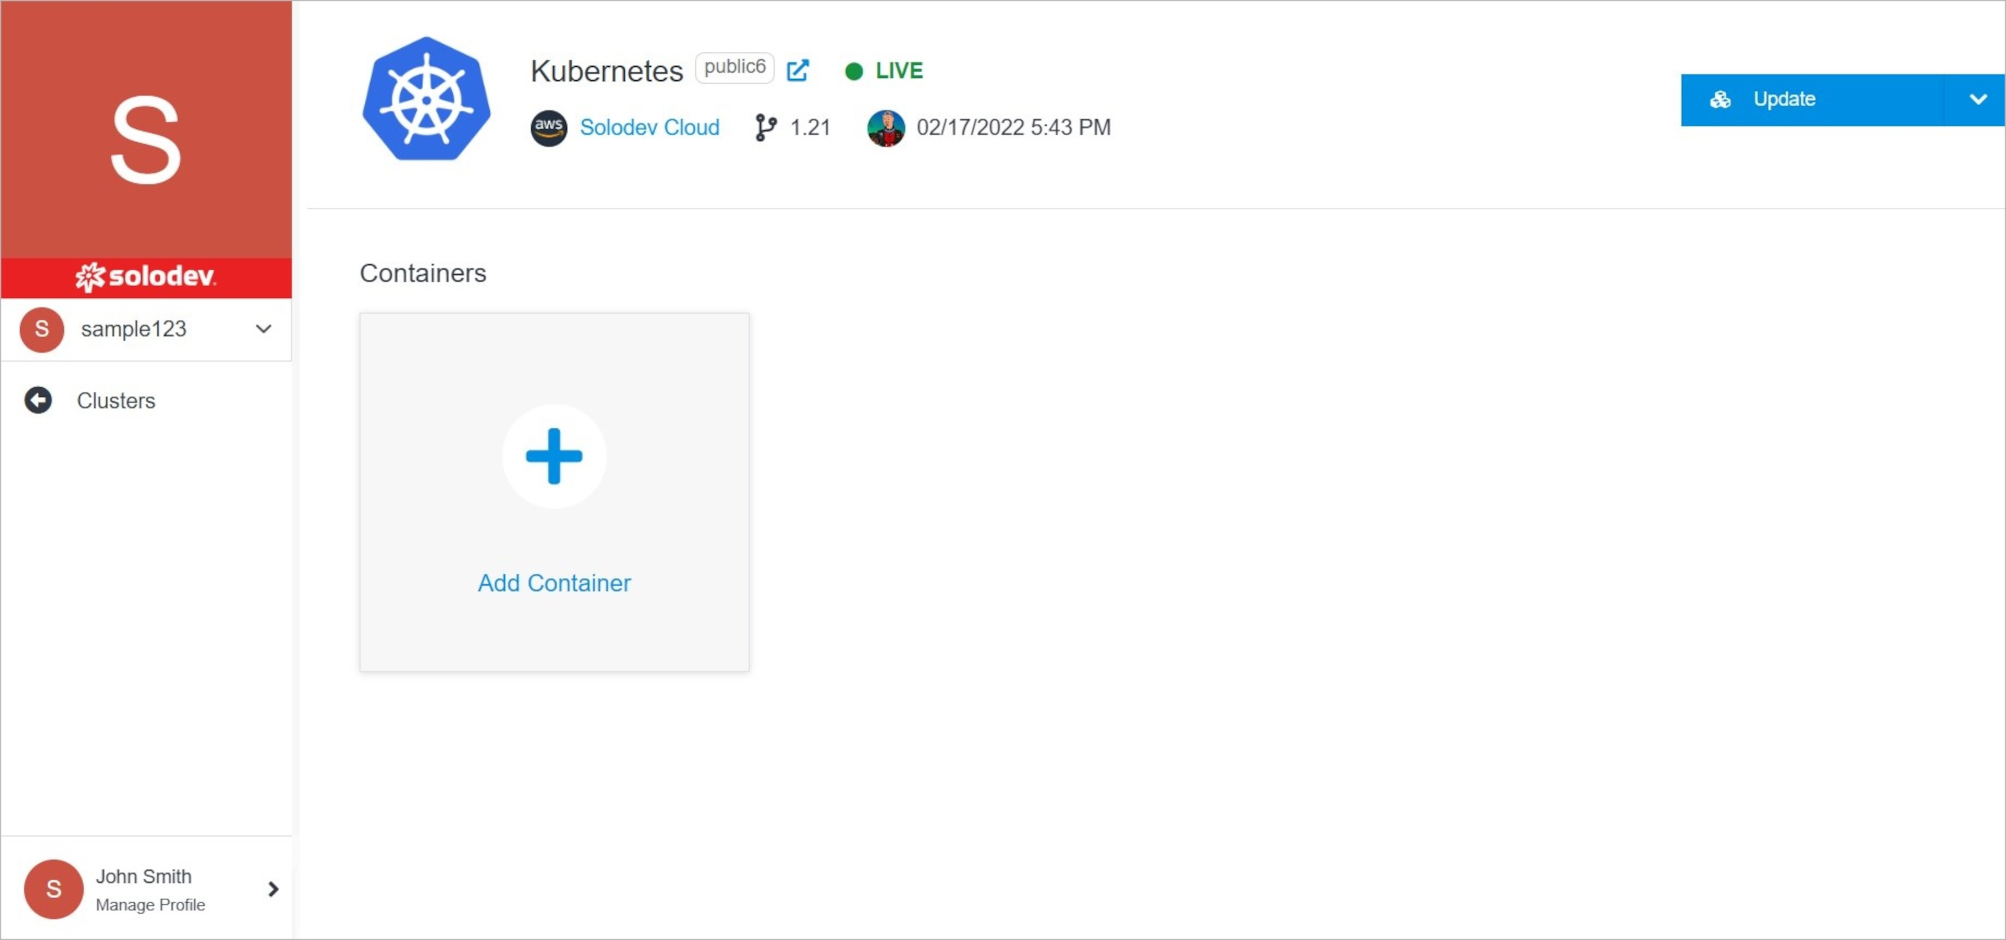 S
solodev
S sample123
Clusters
Kubernetes public6 LIVE
aws Solodev Cloud 1.21 02/17/2022 5:43 PM
Update
Containers
Add Container
S John Smith
Manage Profile